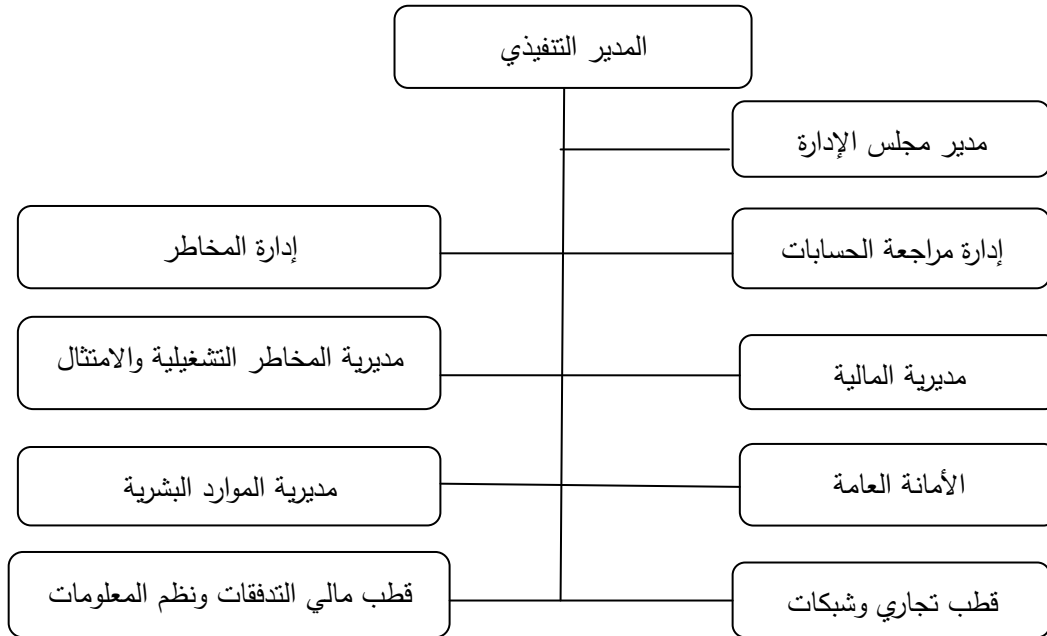 المدير التنفيذي
مدير مجلس الإدارة
إدارة مراجعة الحسابات
إدارة المخاطر
مديرية المالية
مديرية المخاطر التشغيلية والامتثال
الأمانة العامة
مديرية الموارد البشرية
قطب تجاري وشبكات
قطب مالي التدفقات ونظم المعلومات